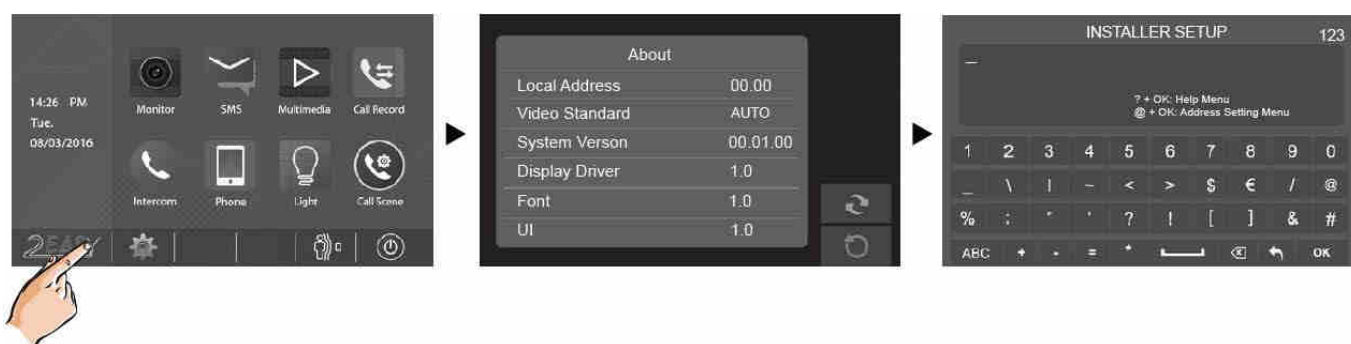 14:26 PM
Tue.
08/03/2016
Monitor SMS Multimedia Call Record
Intercom Phone Light Call Scene
2EASY
About
Local Address 00.00
Video Standard AUTO
System Verson 00.01.00
Display Driver 1.0
Font 1.0
UI 1.0
INSTALLER SETUP 123
_
? + OK: Help Menu
@ + OK: Address Setting Menu
1 2 3 4 5 6 7 8 9 0
_ \ | ~ < > $ € / @
% : " ' ? ! [ ] & #
ABC + - = * OK